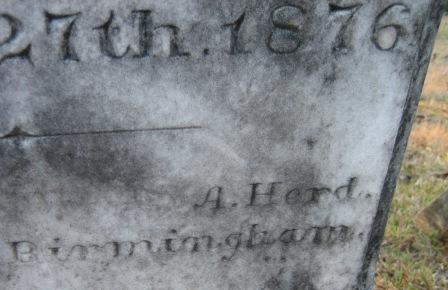 27th. 1876
A. Herd.
Birmingham.